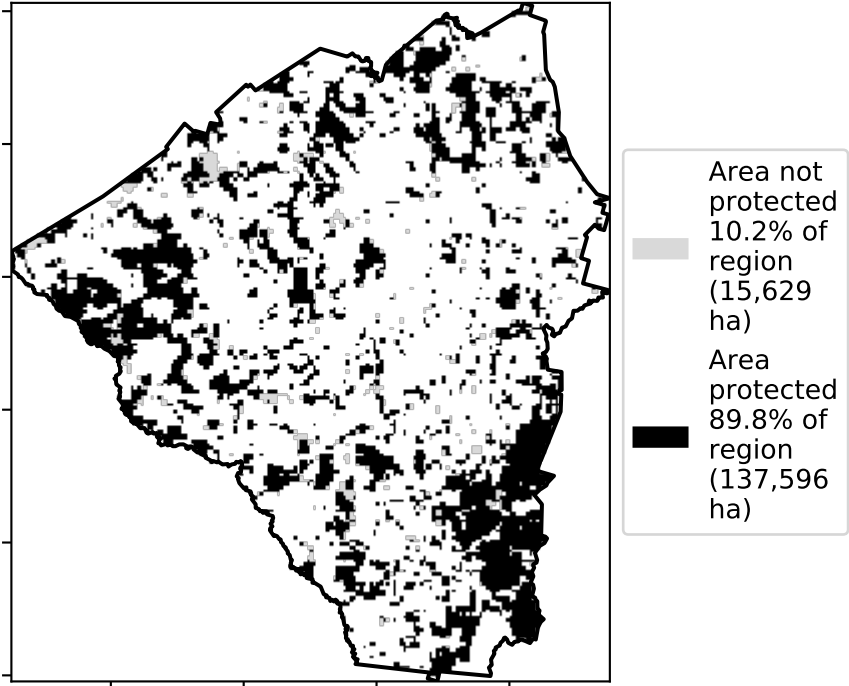 Area not
protected
10.2% of
region
(15,629
ha)
Area
protected
89.8% of
region
(137,596
ha)